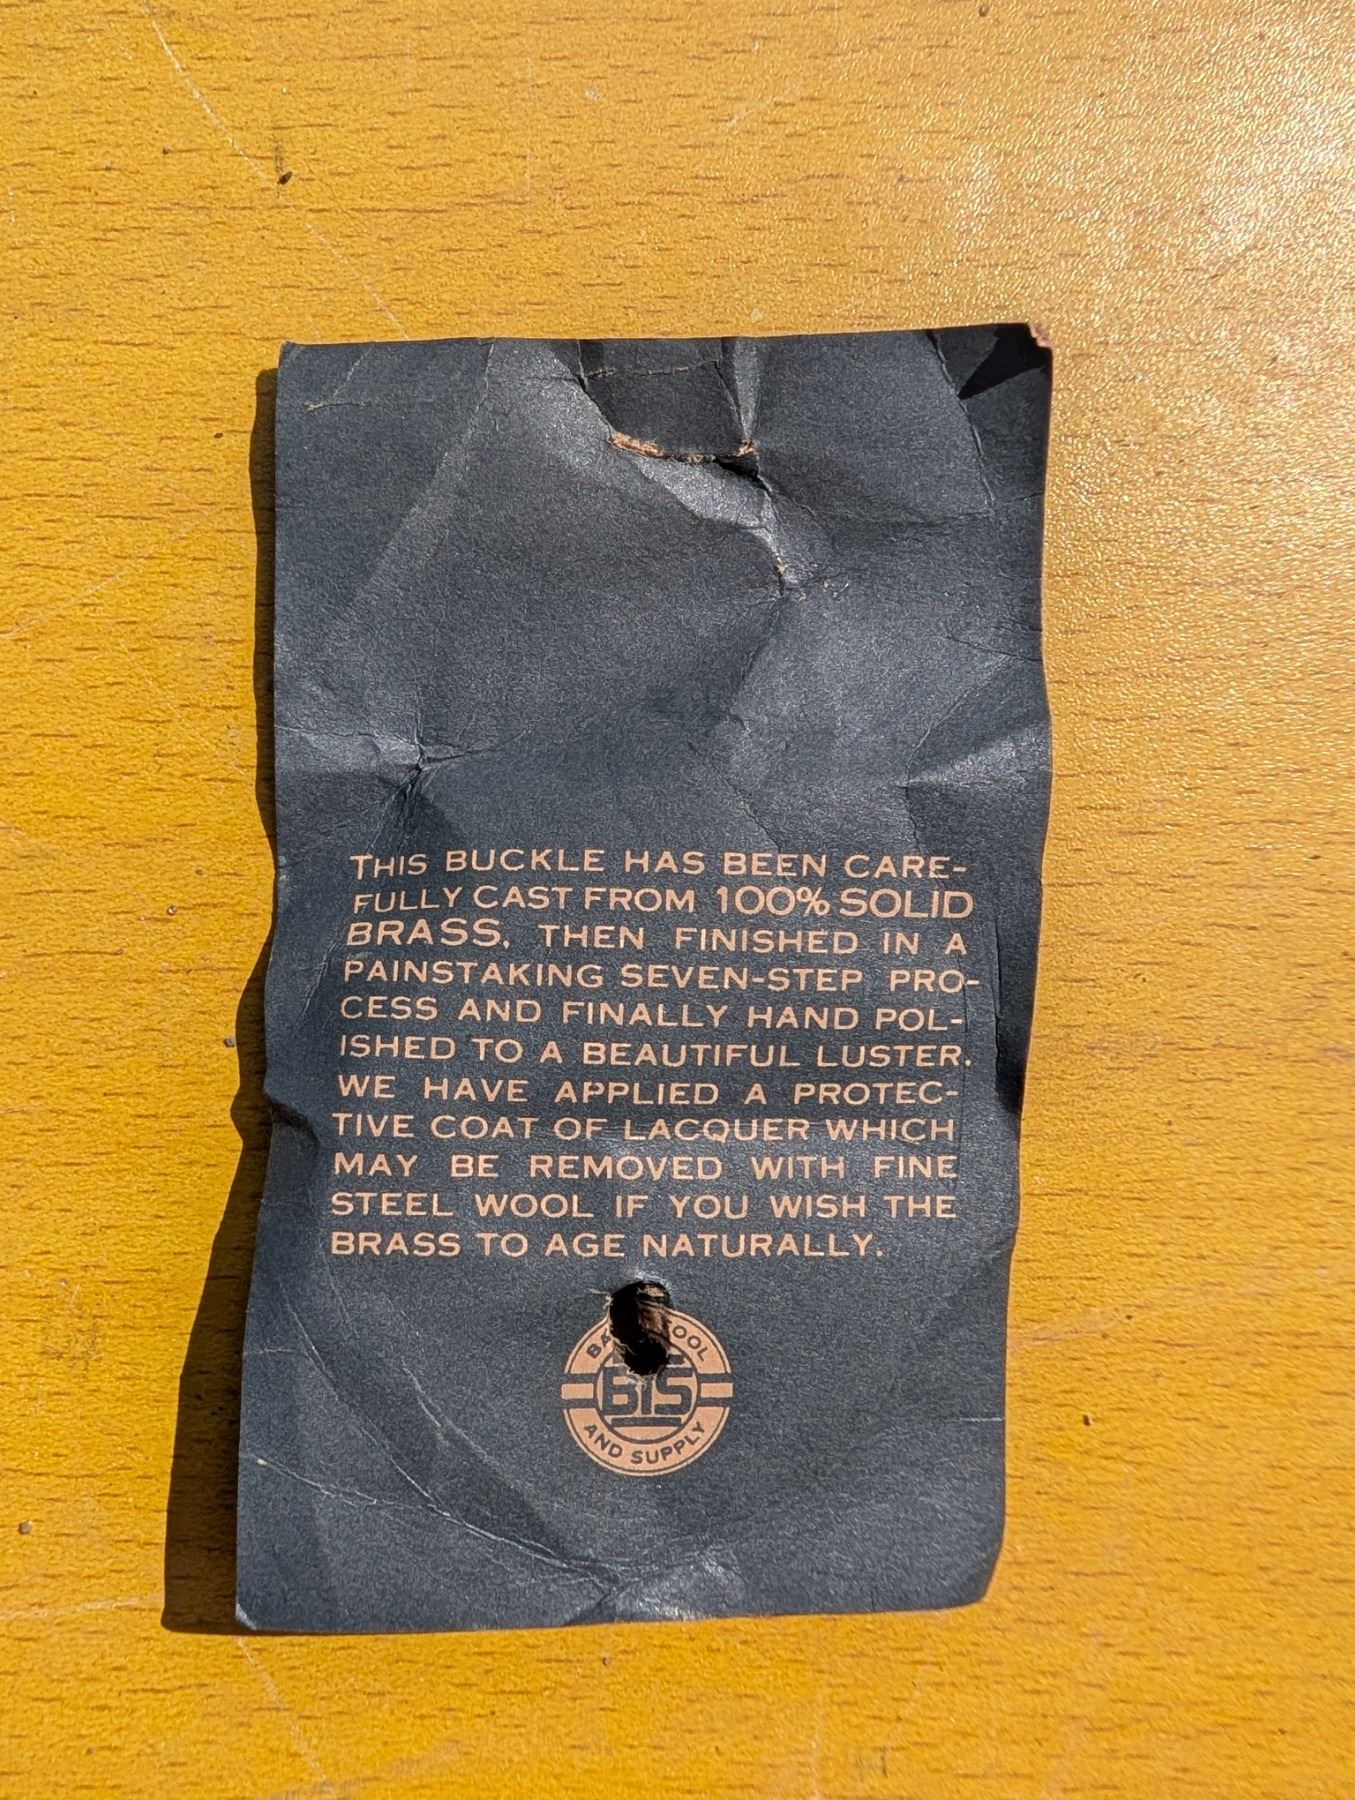 THIS BUCKLE HAS BEEN CARE-
FULLY CAST FROM 100% SOLID
BRASS, THEN FINISHED IN A
PAINSTAKING SEVEN-STEP PRO-
CESS AND FINALLY HAND POL-
ISHED TO A BEAUTIFUL LUSTER.
WE HAVE APPLIED A PROTEC-
TIVE COAT OF LACQUER WHICH
MAY BE REMOVED WITH FINE
STEEL WOOL IF YOU WISH THE
BRASS TO AGE NATURALLY.
BTS
AND SUPPLY